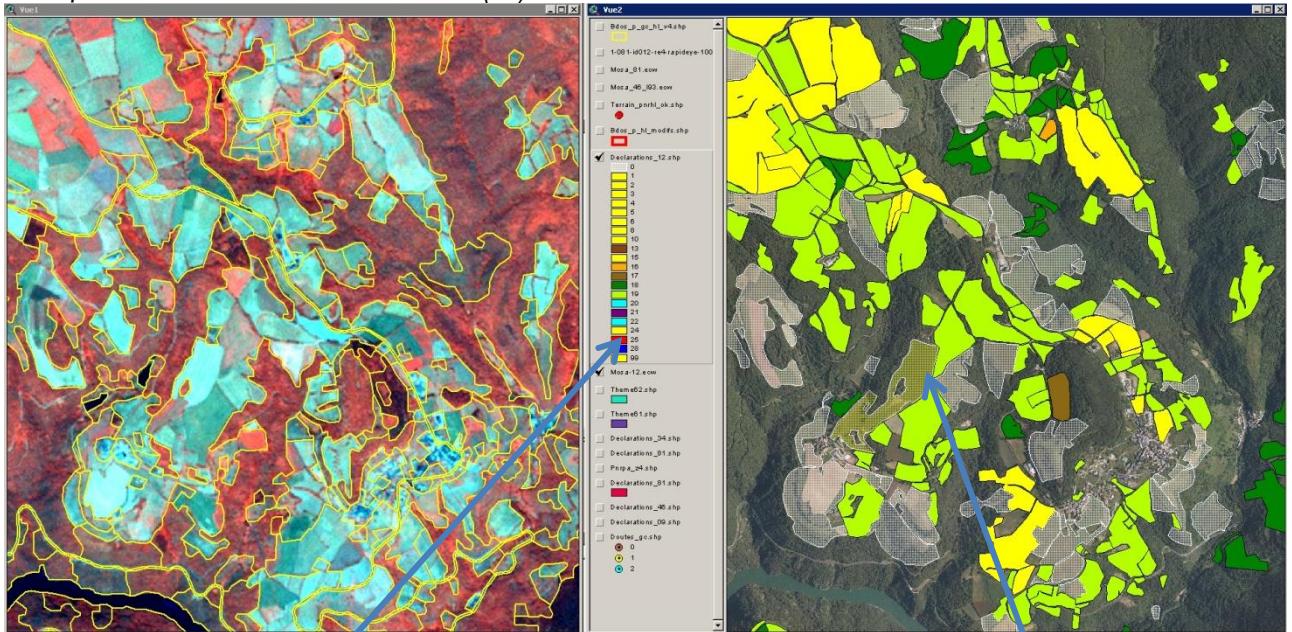 Vue1
Vue2
Bdos_p_gc_hl_v4.shp
1-081-id012-re4-rapideye-100
Mosa_81.ecw
Mosa_46_l93.ecw
Terrain_pnrhl_ok.shp
Bdos_p_hl_modifs.shp
Declarations_12.shp
0
1
2
3
4
5
6
8
10
13
15
16
17
18
19
20
21
22
24
25
28
99
Mosa-12.ecw
Theme62.shp
Theme61.shp
Declarations_34.shp
Declarations_81.shp
Pnrpa_z4.shp
Declarations_81.shp
Declarations_46.shp
Declarations_09.shp
Doutes_gc.shp
0
1
2